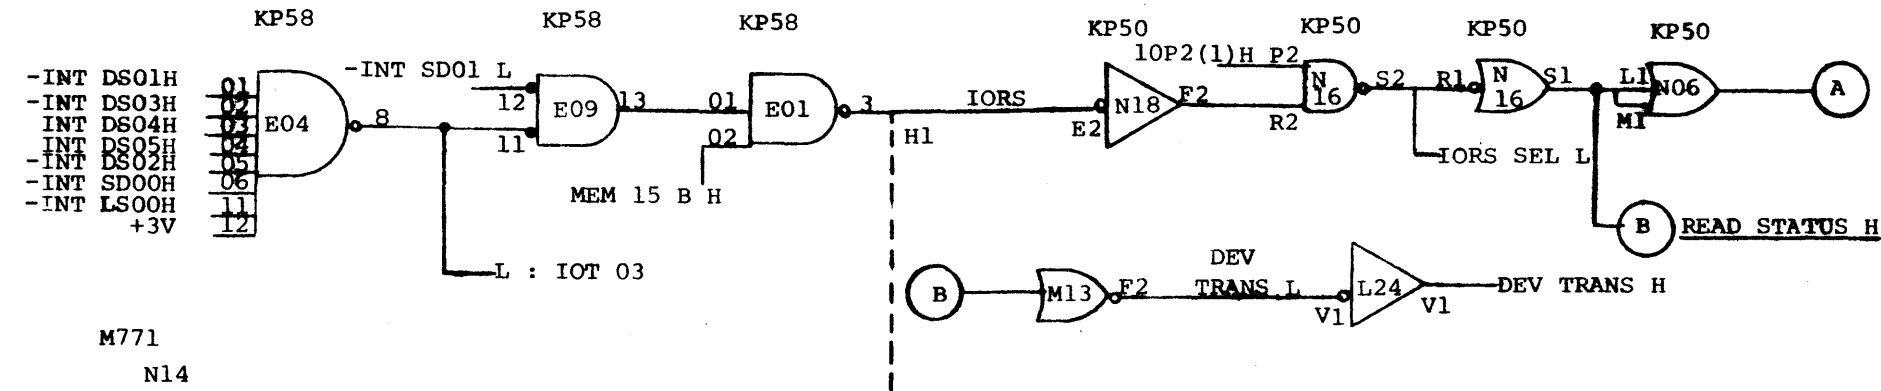 KP58 KP58 KP58 KP50 KP50 KP50 KP50
-INT DS01H 01
-INT DS03H 02
INT DS04H 03
INT DS05H 04
-INT DS02H 05
-INT SD00H 06
-INT LS00H 11
+3V 12
E04
8
L : IOT 03
-INT SD01 L
12
11
E09
13
01
02
E01
3
MEM 15 B H
H1
IORS
E2
N18
F2
IOP2(1)H P2
R2
N
16
S2
IORS SEL L
R1
N
16
S1
L1
M1
N06
A
B READ STATUS H
B
M13
F2
DEV
TRANS L
V1
L24
V1
DEV TRANS H
M771
N14